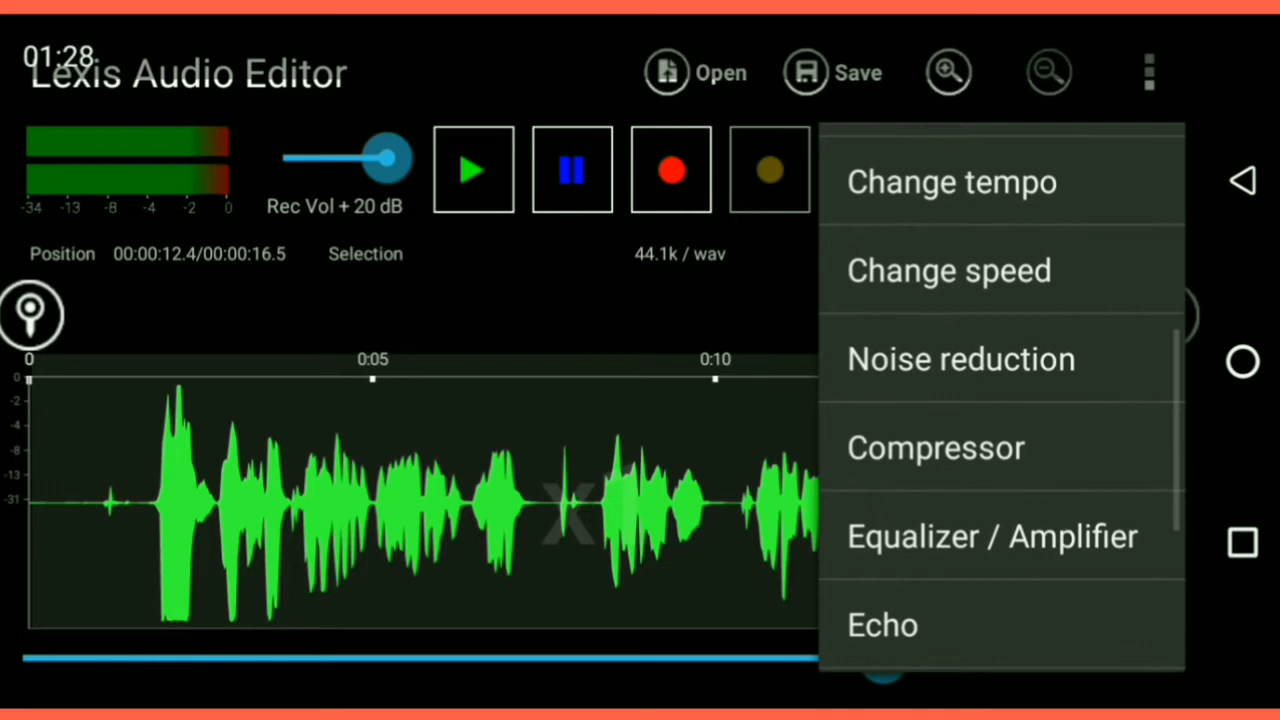 01:28
Lexis Audio Editor
Open
Save
-34 -13 -8 -4 -2 0
Rec Vol + 20 dB
Position 00:00:12.4/00:00:16.5 Selection 44.1k / wav
0 0:05 0:10
0
-2
-4
-8
-13
-31
x1
Change tempo
Change speed
Noise reduction
Compressor
Equalizer / Amplifier
Echo